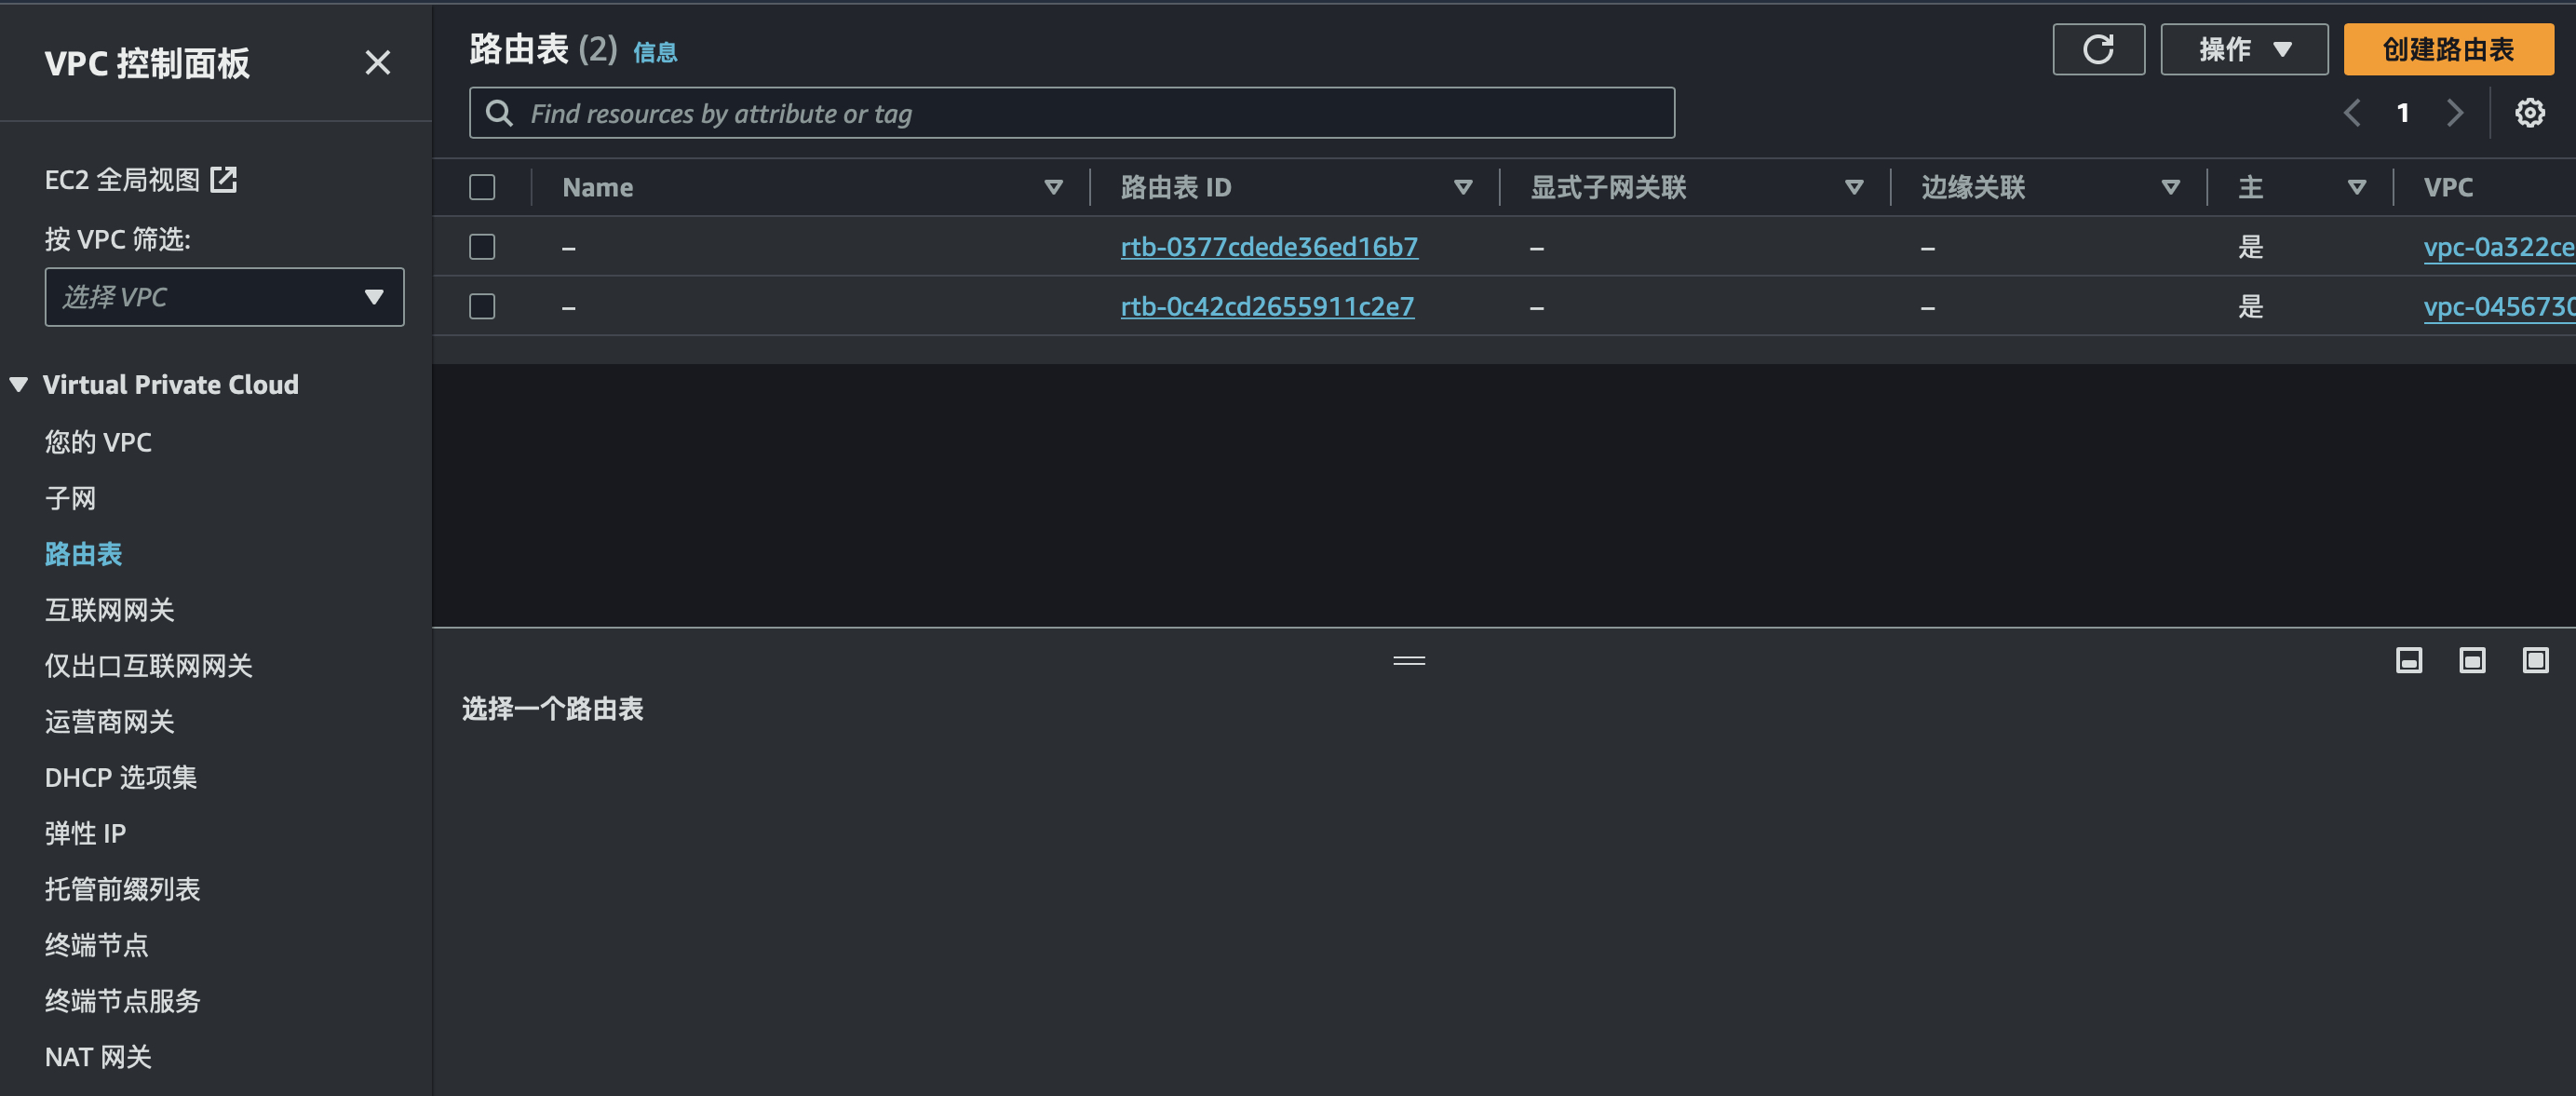 VPC 控制面板
EC2 全局视图
按 VPC 筛选:
选择 VPC
Virtual Private Cloud
您的 VPC
子网
路由表
互联网网关
仅出口互联网网关
运营商网关
DHCP 选项集
弹性 IP
托管前缀列表
终端节点
终端节点服务
NAT 网关
路由表 (2) 信息
操作
创建路由表
Find resources by attribute or tag
1
Name 路由表 ID 显式子网关联 边缘关联 主 VPC
– rtb-0377cdede36ed16b7 – – 是 vpc-0a322ce
– rtb-0c42cd2655911c2e7 – – 是 vpc-0456730
选择一个路由表